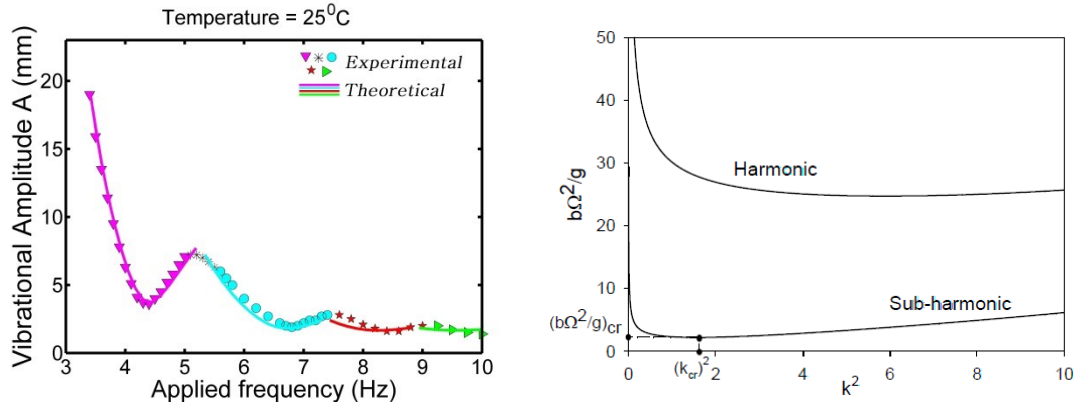 Temperature = 25⁰C
Vibrational Amplitude A (mm)
20
15
10
5
0
Experimental
Theoretical
3 4 5 6 7 8 9 10
Applied frequency (Hz)
bΩ²/g
50
40
30
20
10
0
(bΩ²/g)cr
Harmonic
Sub-harmonic
0 (kcr)² 2 4 6 8 10
k²